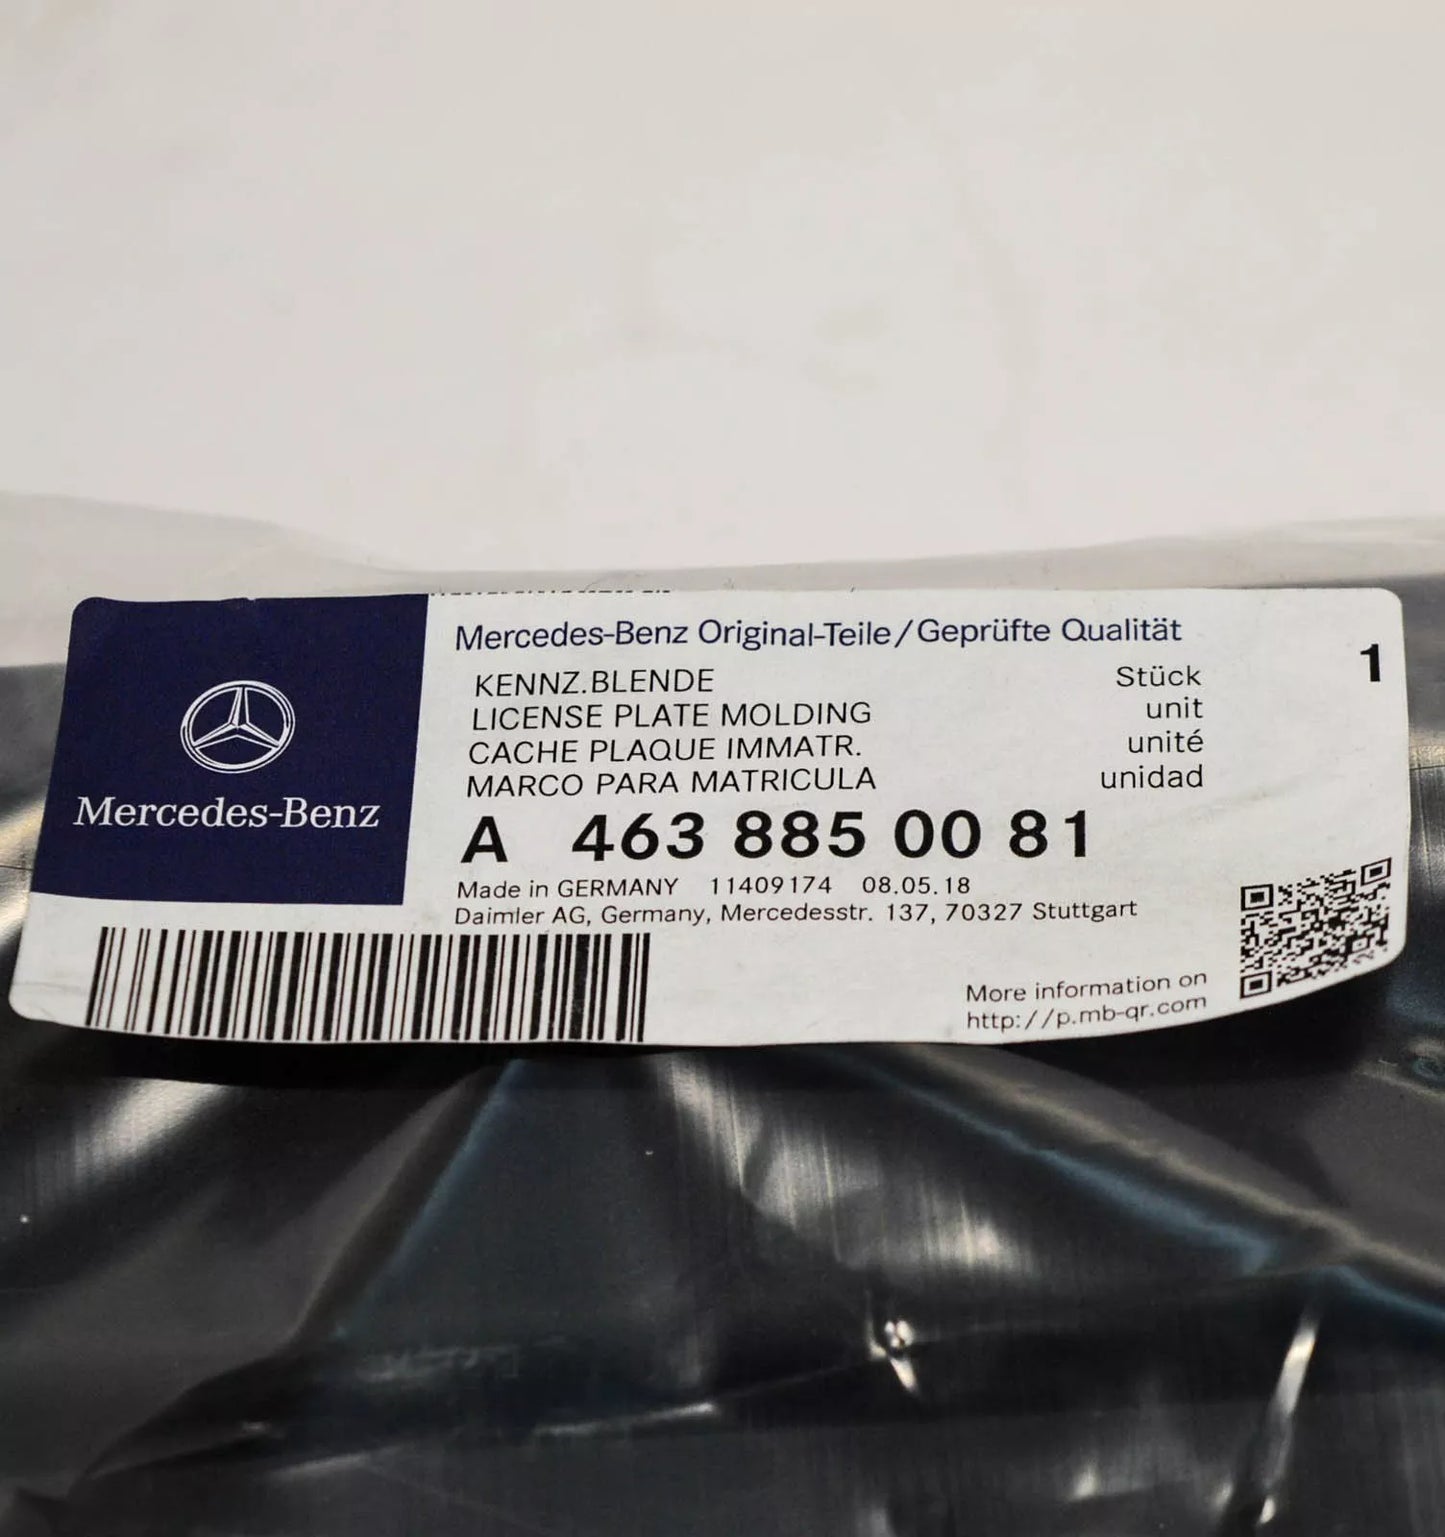 Mercedes-Benz
Mercedes-Benz Original-Teile/Geprüfte Qualität
1
KENNZ.BLENDE Stück
LICENSE PLATE MOLDING unit
CACHE PLAQUE IMMATR. unité
MARCO PARA MATRICULA unidad
A 463 885 00 81
Made in GERMANY 11409174 08.05.18
Daimler AG, Germany, Mercedesstr. 137, 70327 Stuttgart
More information on
http://p.mb-qr.com